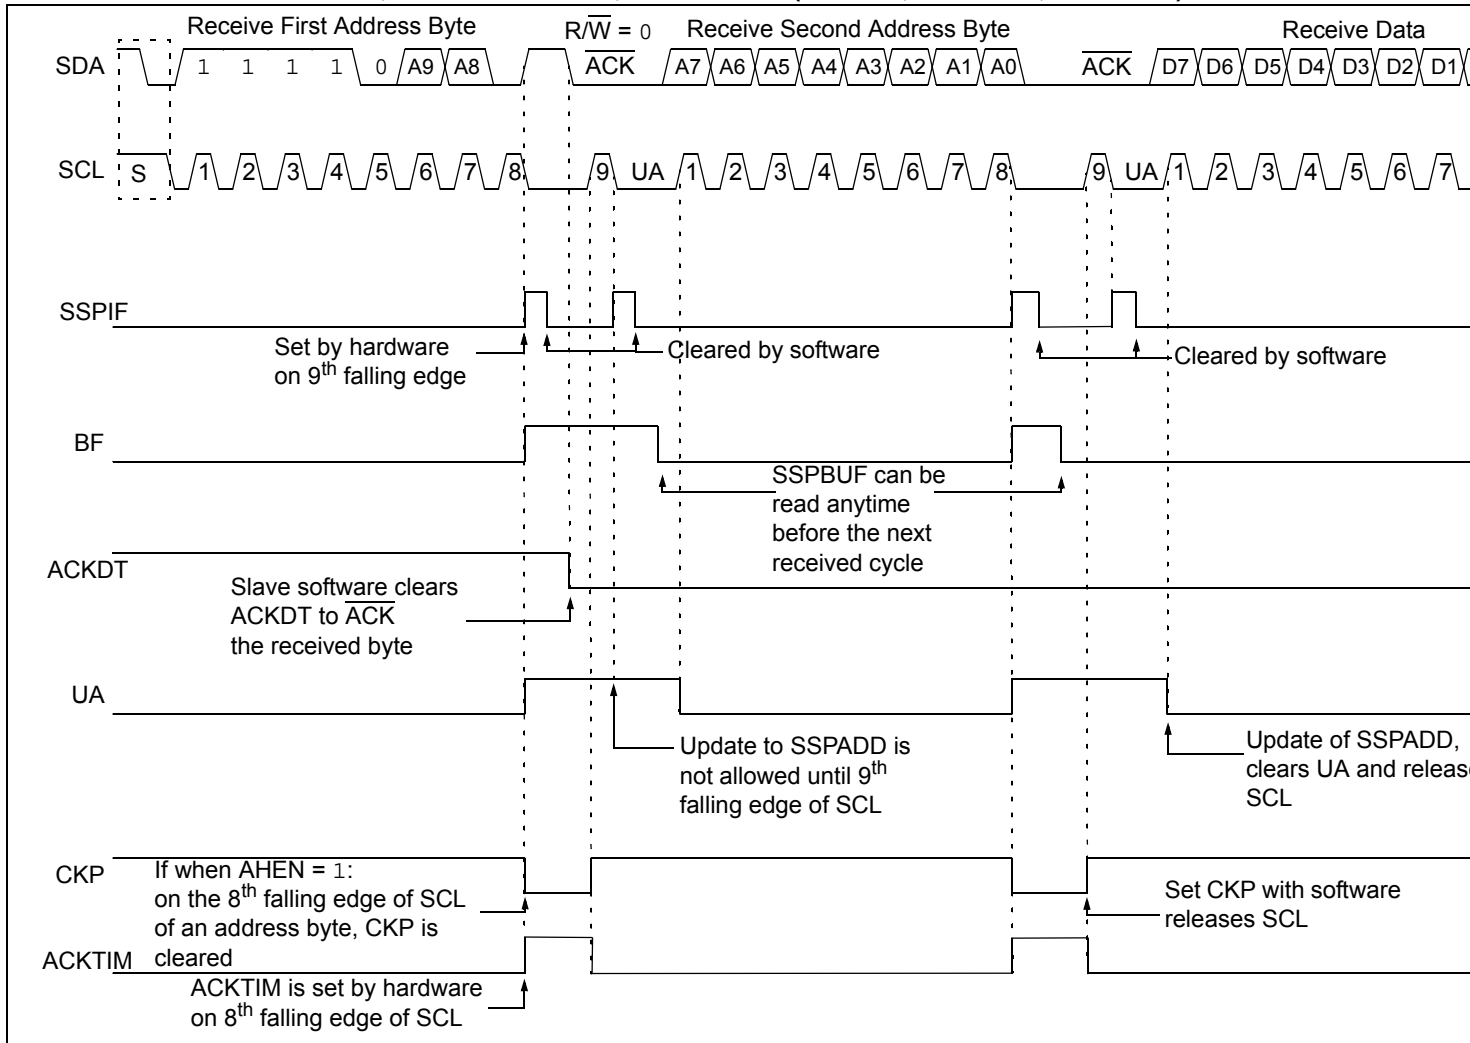 Receive First Address Byte
R/W = 0
Receive Second Address Byte
Receive Data
SDA
1 1 1 1 0 A9 A8
ACK
A7 A6 A5 A4 A3 A2 A1 A0
ACK
D7 D6 D5 D4 D3 D2 D1
SCL
S
1 2 3 4 5 6 7 8
9 UA
1 2 3 4 5 6 7 8
9 UA
1 2 3 4 5 6 7
SSPIF
Set by hardware
on 9th falling edge
Cleared by software
Cleared by software
BF
SSPBUF can be
read anytime
before the next
received cycle
ACKDT
Slave software clears
ACKDT to ACK
the received byte
UA
Update to SSPADD is
not allowed until 9th
falling edge of SCL
Update of SSPADD,
clears UA and release
SCL
CKP
If when AHEN = 1:
on the 8th falling edge of SCL
of an address byte, CKP is
cleared
Set CKP with software
releases SCL
ACKTIM
ACKTIM is set by hardware
on 8th falling edge of SCL